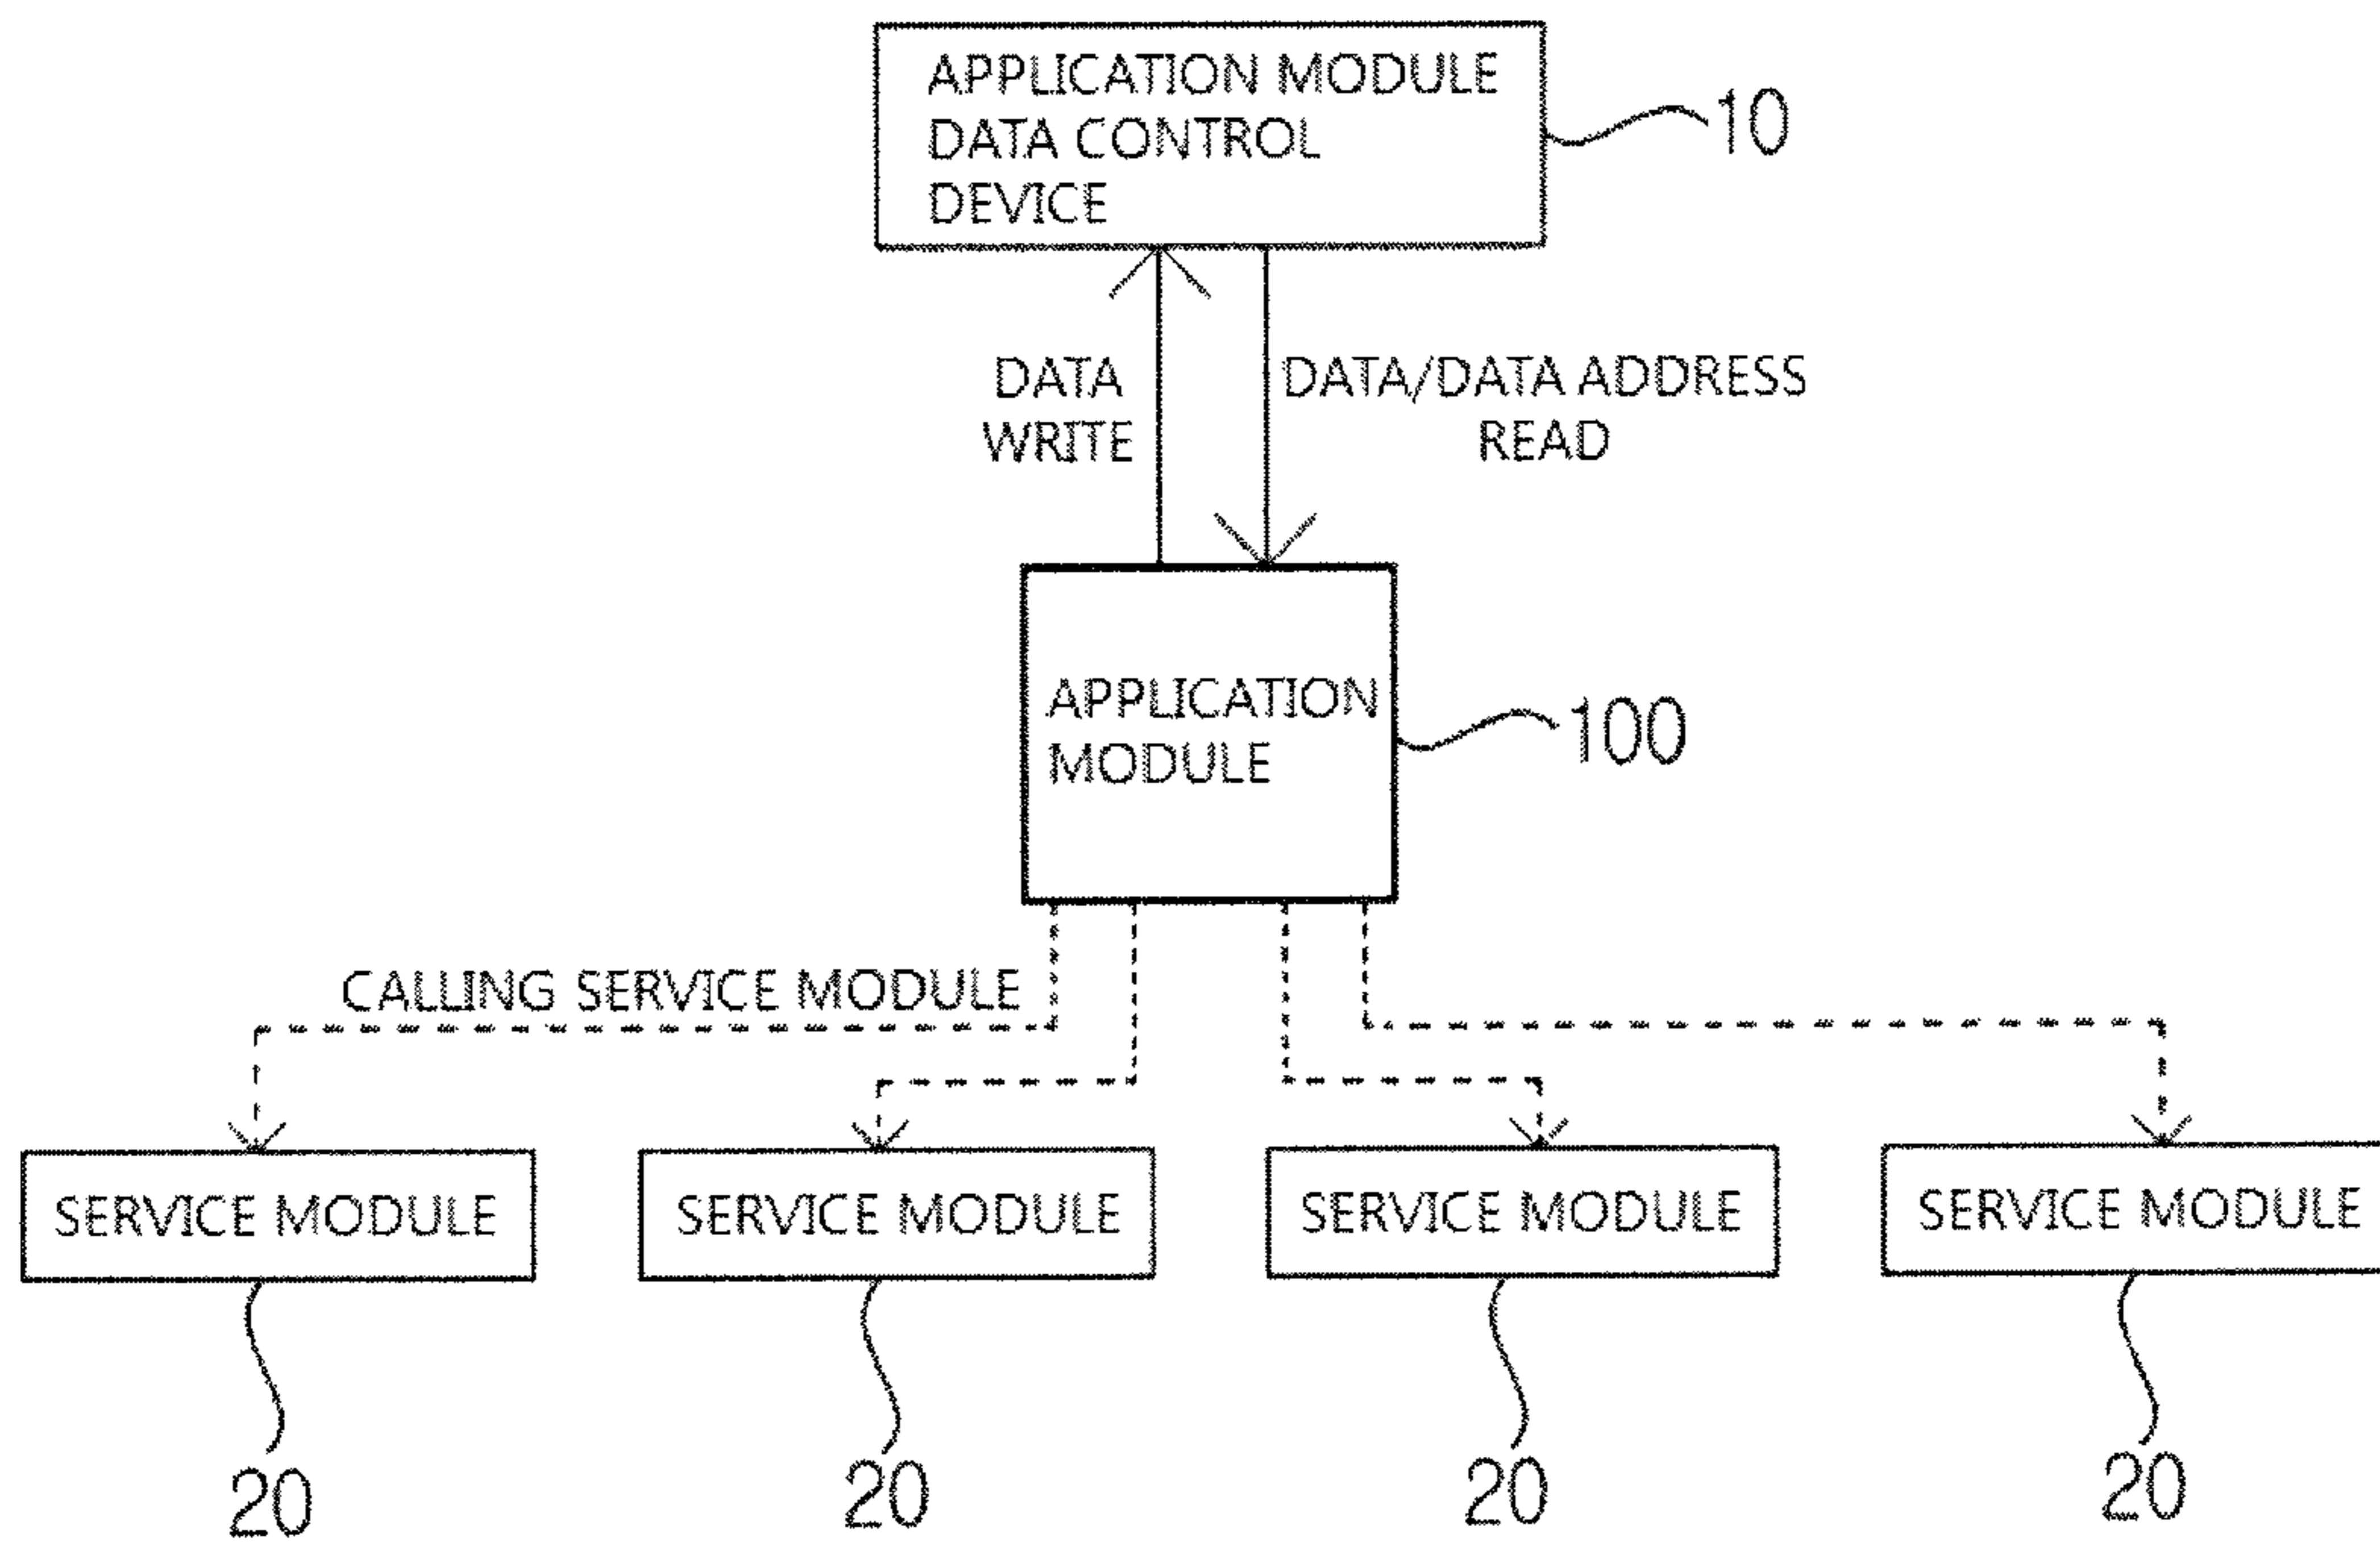 APPLICATION MODULE
DATA CONTROL
DEVICE
10
DATA
WRITE
DATA/DATA ADDRESS
READ
APPLICATION
MODULE
100
CALLING SERVICE MODULE
SERVICE MODULE
SERVICE MODULE
SERVICE MODULE
SERVICE MODULE
20
20
20
20